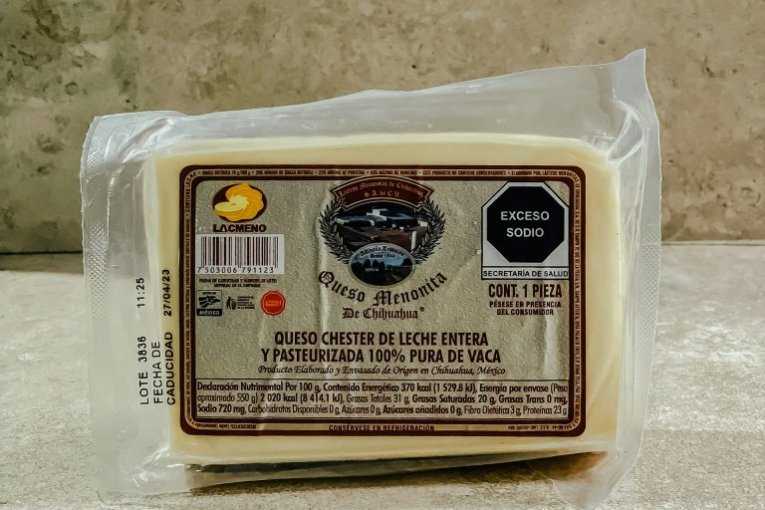 LACMENO
7 503006 791123
Lácteos Menonitas de Chihuahua
Queso Menonita
De Chihuahua®
EXCESO
SODIO
SECRETARÍA DE SALUD
CONT. 1 PIEZA
PÉSESE EN PRESENCIA
DEL CONSUMIDOR
MÉXICO
QUESO CHESTER DE LECHE ENTERA
Y PASTEURIZADA 100% PURA DE VACA
Producto Elaborado y Envasado de Origen en Chihuahua, México
Declaración Nutrimental Por 100 g, Contenido Energético 370 kcal (1 529.8 kJ), Energía por envase (Peso
aproximado 550 g) 2 020 kcal (8 414.1 kJ), Grasas Totales 31 g, Grasas Saturadas 20 g, Grasas Trans 0 mg,
Sodio 720 mg, Carbohidratos Disponibles 0 g, Azúcares 0 g, Azúcares añadidos 0 g, Fibra Dietética 3 g, Proteínas 23 g
CONSÉRVESE EN REFRIGERACIÓN
LOTE 3836 11:25
FECHA DE
CADUCIDAD 27/04/23